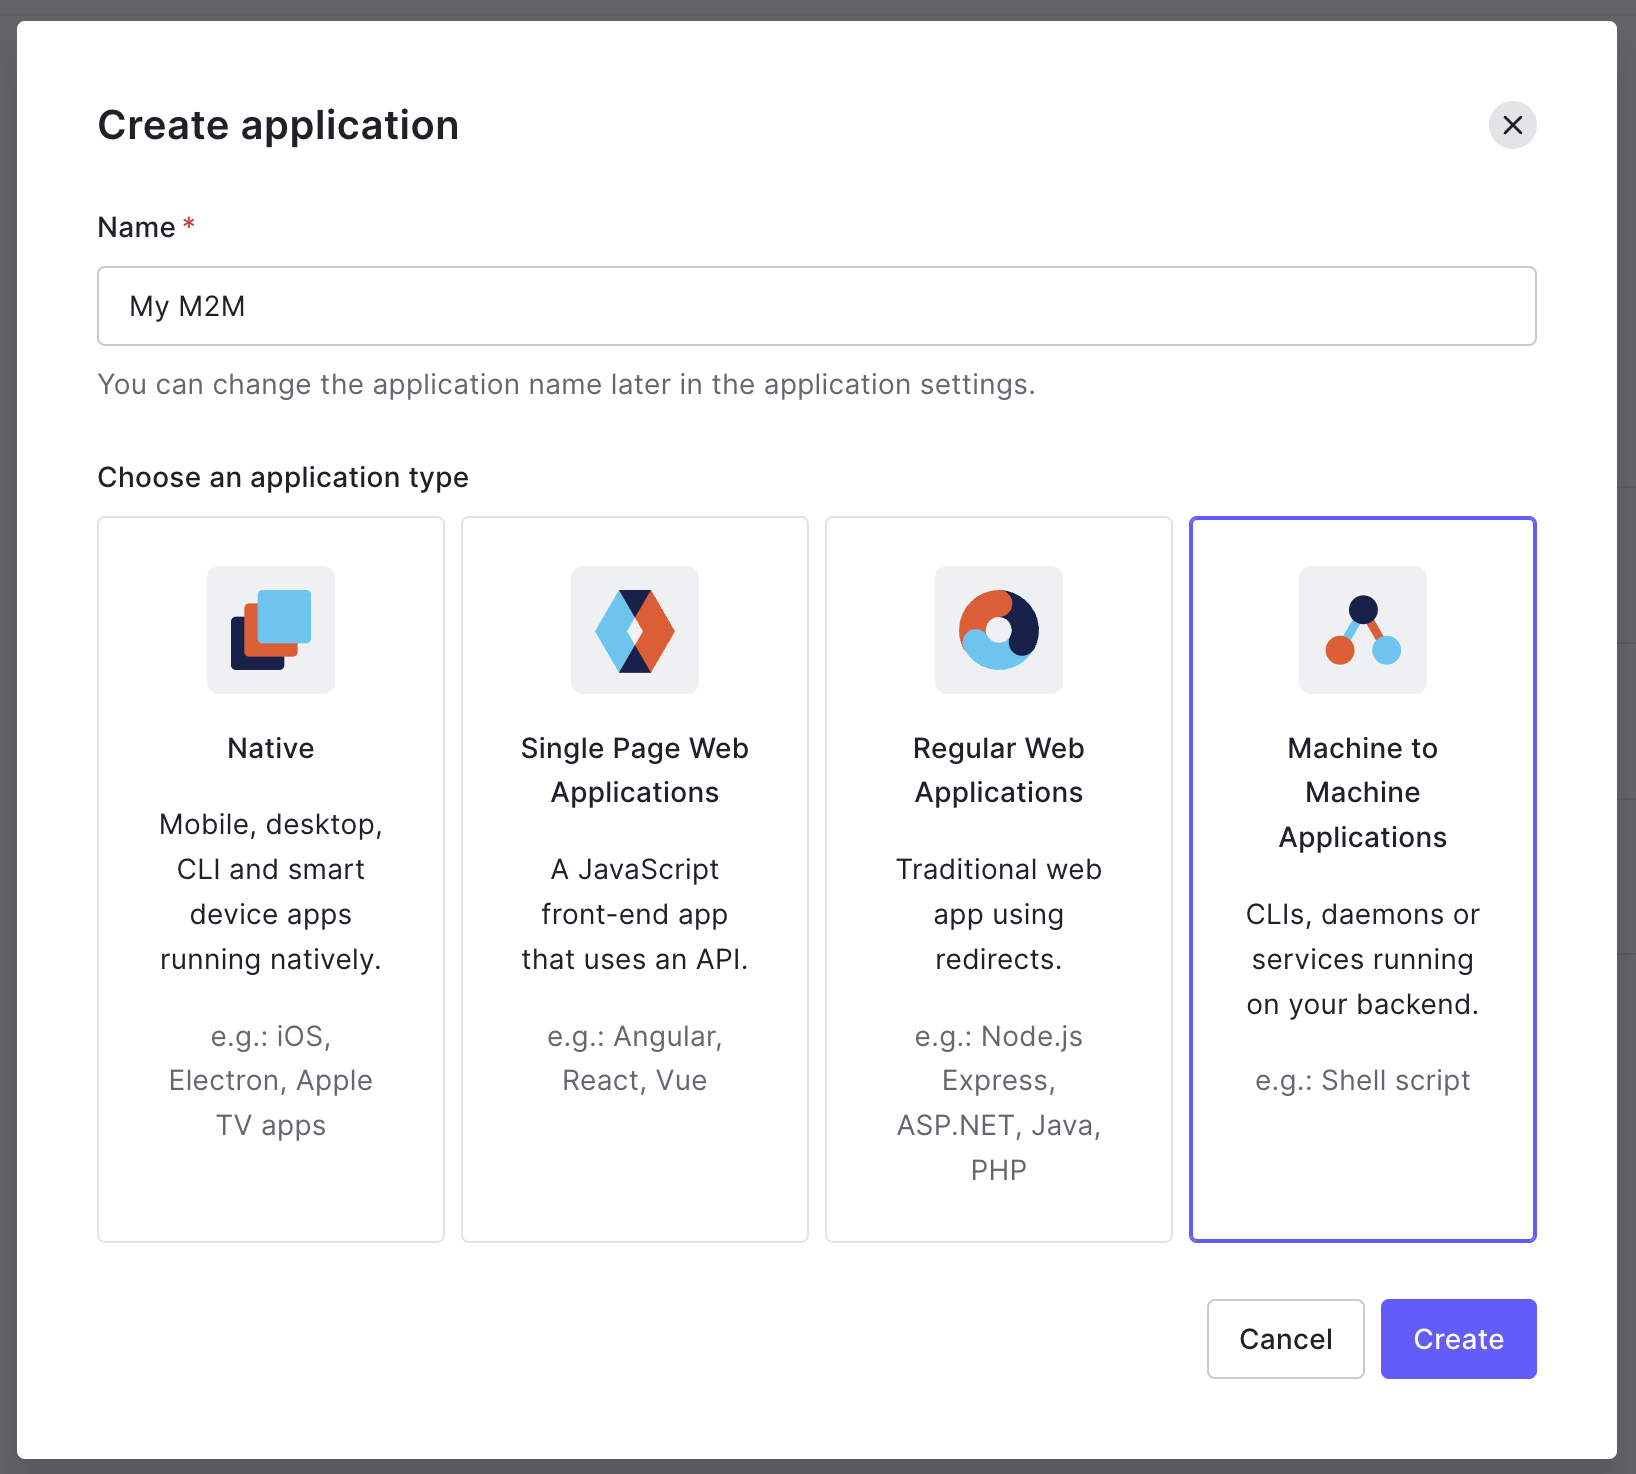 Create application
Name *
My M2M
You can change the application name later in the application settings.
Choose an application type
Native
Mobile, desktop,
CLI and smart
device apps
running natively.
e.g.: iOS,
Electron, Apple
TV apps
Single Page Web
Applications
A JavaScript
front-end app
that uses an API.
e.g.: Angular,
React, Vue
Regular Web
Applications
Traditional web
app using
redirects.
e.g.: Node.js
Express,
ASP.NET, Java,
PHP
Machine to
Machine
Applications
CLIs, daemons or
services running
on your backend.
e.g.: Shell script
Cancel
Create